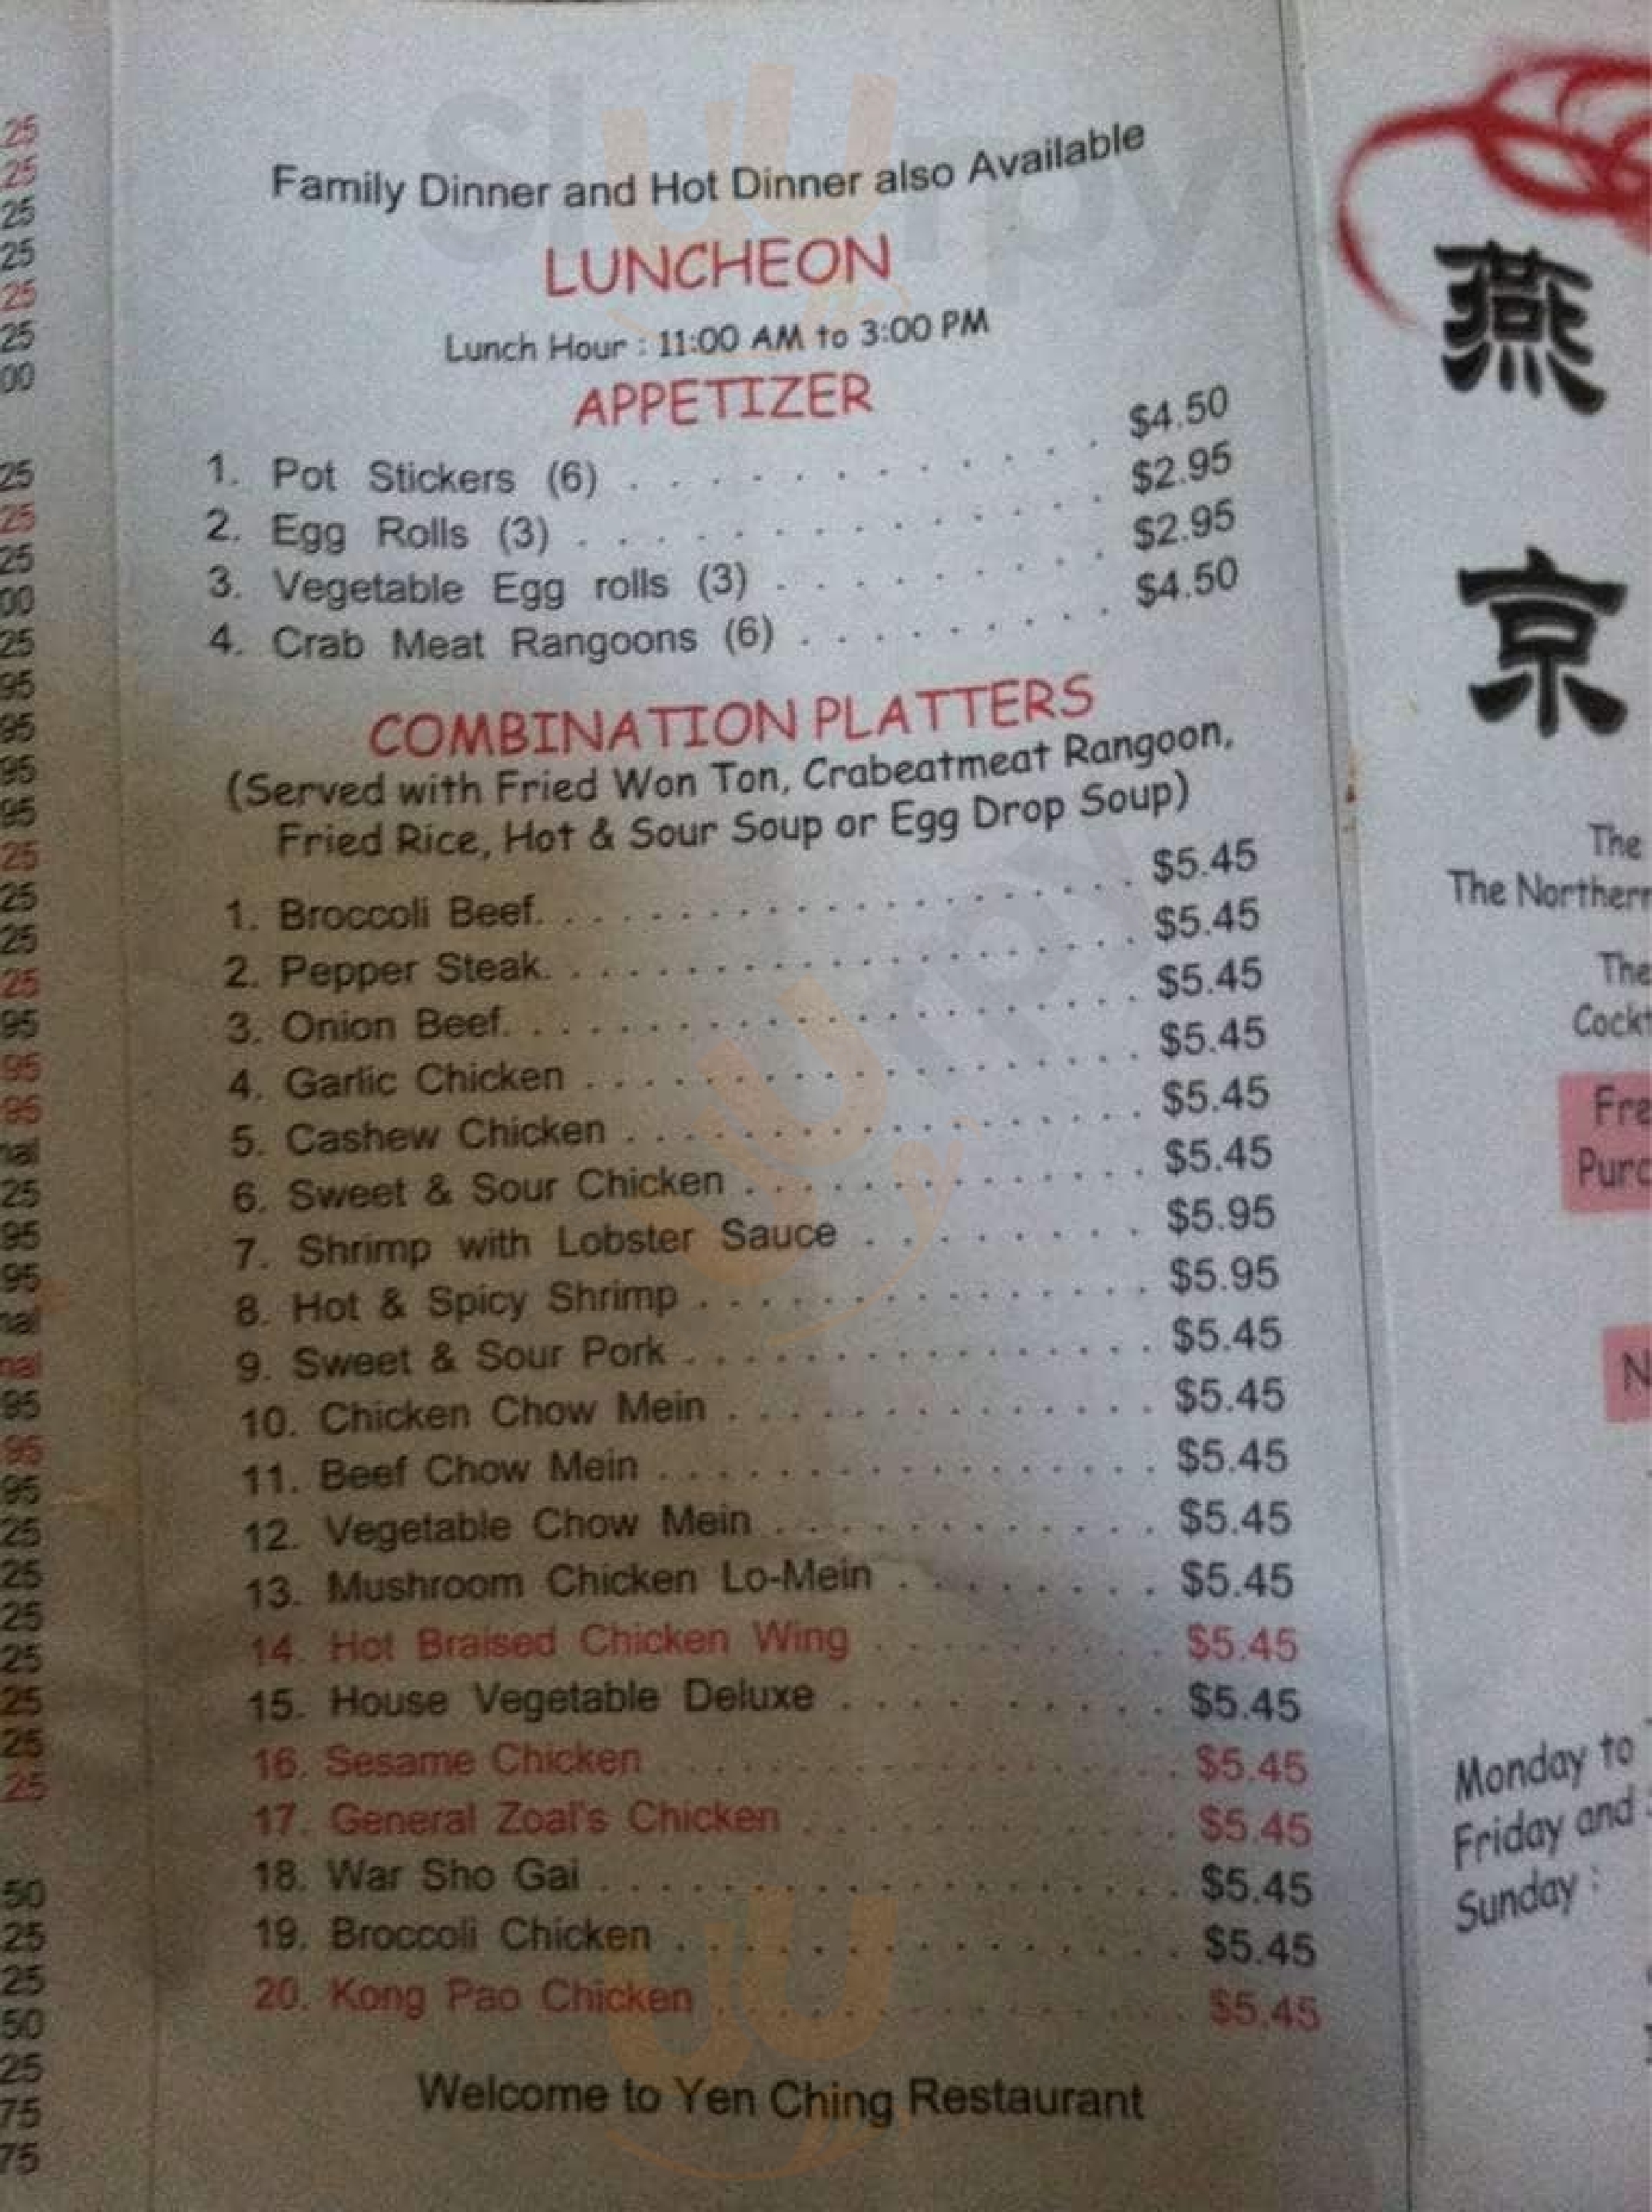 Family Dinner and Hot Dinner also Available
LUNCHEON
Lunch Hour : 11:00 AM to 3:00 PM
APPETIZER
1. Pot Stickers (6) . . . . . . . . . . . $4.50
2. Egg Rolls (3) . . . . . . . . . . . . . $2.95
3. Vegetable Egg rolls (3) . . . . . . . . . $2.95
4. Crab Meat Rangoons (6) . . . . . . . . . $4.50
COMBINATION PLATTERS
(Served with Fried Won Ton, Crabeatmeat Rangoon,
Fried Rice, Hot & Sour Soup or Egg Drop Soup)
1. Broccoli Beef. . . . . . . . . . . . . . . . $5.45
2. Pepper Steak. . . . . . . . . . . . . . . . $5.45
3. Onion Beef. . . . . . . . . . . . . . . . . $5.45
4. Garlic Chicken . . . . . . . . . . . . . . . $5.45
5. Cashew Chicken . . . . . . . . . . . . . . $5.45
6. Sweet & Sour Chicken . . . . . . . . . . . . $5.45
7. Shrimp with Lobster Sauce . . . . . . . . . $5.95
8. Hot & Spicy Shrimp . . . . . . . . . . . . . $5.95
9. Sweet & Sour Pork . . . . . . . . . . . . . $5.45
10. Chicken Chow Mein . . . . . . . . . . . . $5.45
11. Beef Chow Mein . . . . . . . . . . . . . . $5.45
12. Vegetable Chow Mein . . . . . . . . . . . $5.45
13. Mushroom Chicken Lo-Mein . . . . . . . . $5.45
14. Hot Braised Chicken Wing . . . . . . . . . $5.45
15. House Vegetable Deluxe . . . . . . . . . . $5.45
16. Sesame Chicken . . . . . . . . . . . . . . $5.45
17. General Zoal's Chicken . . . . . . . . . . . $5.45
18. War Sho Gai . . . . . . . . . . . . . . . . $5.45
19. Broccoli Chicken . . . . . . . . . . . . . . $5.45
20. Kong Pao Chicken . . . . . . . . . . . . . $5.45
Welcome to Yen Ching Restaurant
燕
京
The
The Northern
The
Monday to
Friday and
Sunday :